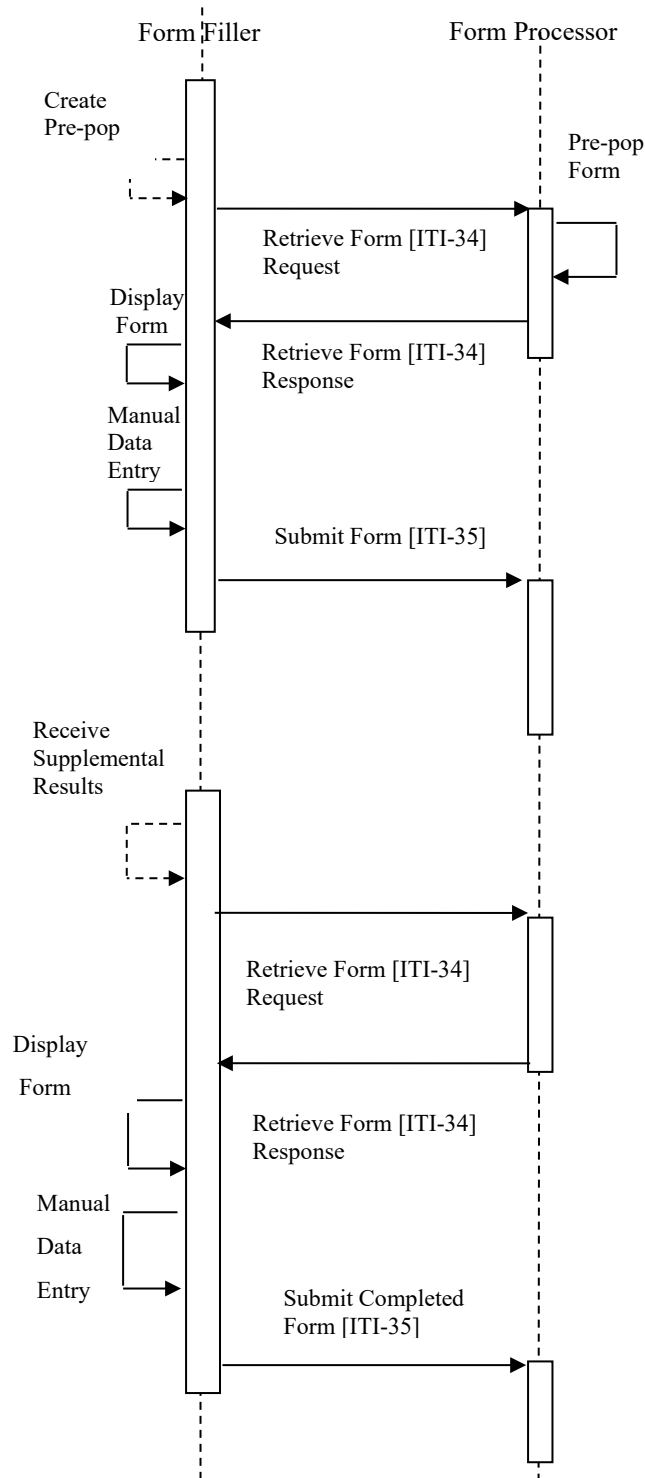 Form Filler
Form Processor
Create
Pre-pop
Pre-pop
Form
Retrieve Form [ITI-34]
Request
Display
Form
Retrieve Form [ITI-34]
Response
Manual
Data
Entry
Submit Form [ITI-35]
Receive
Supplemental
Results
Retrieve Form [ITI-34]
Request
Display
Form
Retrieve Form [ITI-34]
Response
Manual
Data
Entry
Submit Completed
Form [ITI-35]